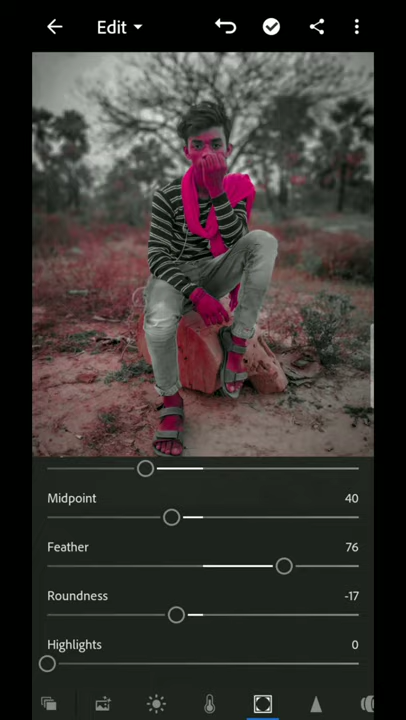 Edit
Midpoint 40
Feather 76
Roundness -17
Highlights 0